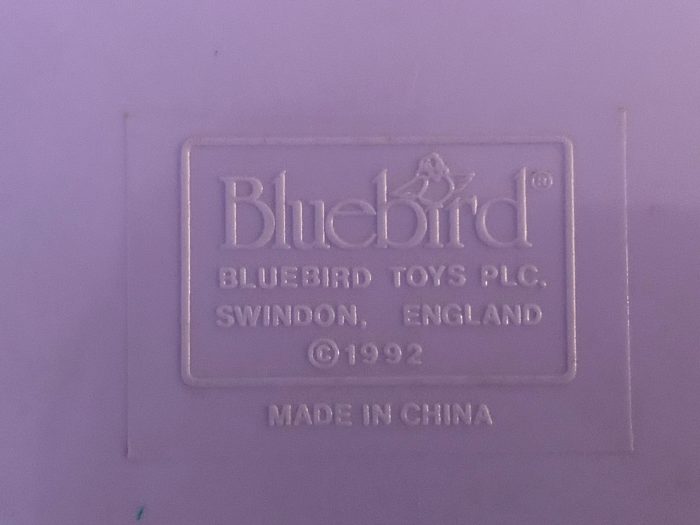 Bluebird®
BLUEBIRD TOYS PLC.
SWINDON, ENGLAND
©1992
MADE IN CHINA